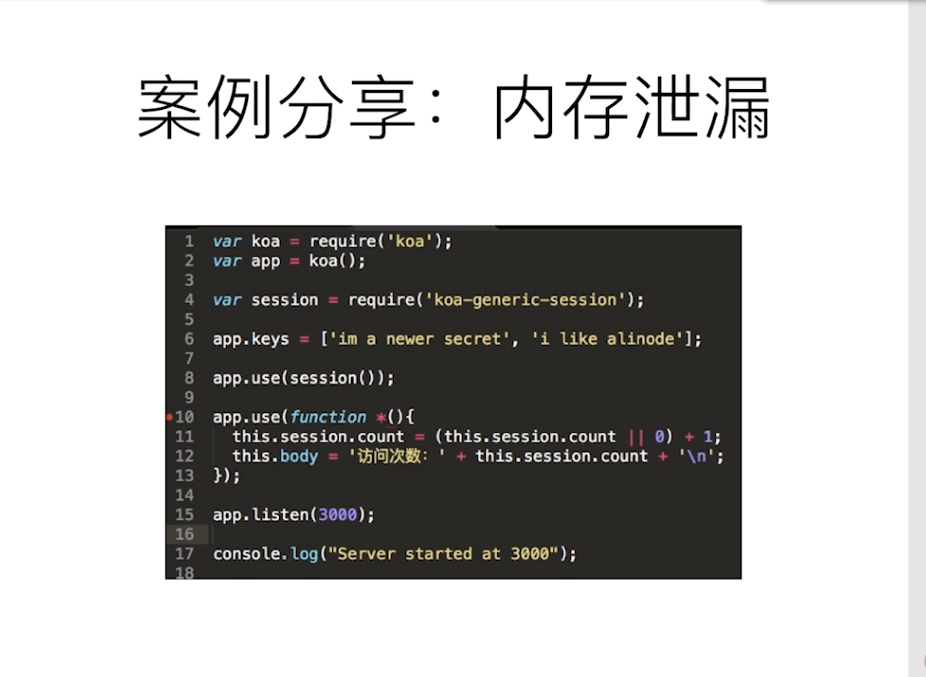 案例分享：内存泄漏
1 var koa = require('koa');
2 var app = koa();
3
4 var session = require('koa-generic-session');
5
6 app.keys = ['im a newer secret', 'i like alinode'];
7
8 app.use(session());
9
10 app.use(function *(){
11   this.session.count = (this.session.count || 0) + 1;
12   this.body = '访问次数：' + this.session.count + '\n';
13 });
14
15 app.listen(3000);
16
17 console.log("Server started at 3000");
18